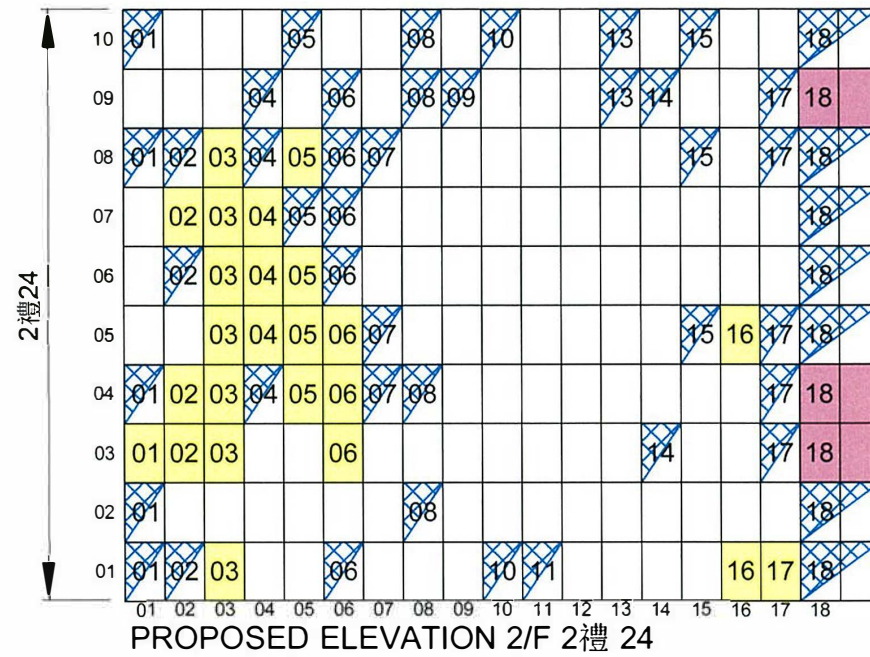 10 01 05 08 10 13 15 18
09 04 06 08 09 13 14 17 18
08 01 02 03 04 05 06 07 15 17 18
07 02 03 04 05 06 18
06 02 03 04 05 06 18
2禮24
05 03 04 05 06 07 15 16 17 18
04 01 02 03 04 05 06 07 08 17 18
03 01 02 03 06 14 17 18
02 01 08 18
01 01 02 03 06 10 11 16 17 18
01 02 03 04 05 06 07 08 09 10 11 12 13 14 15 16 17 18
PROPOSED ELEVATION 2/F 2禮 24